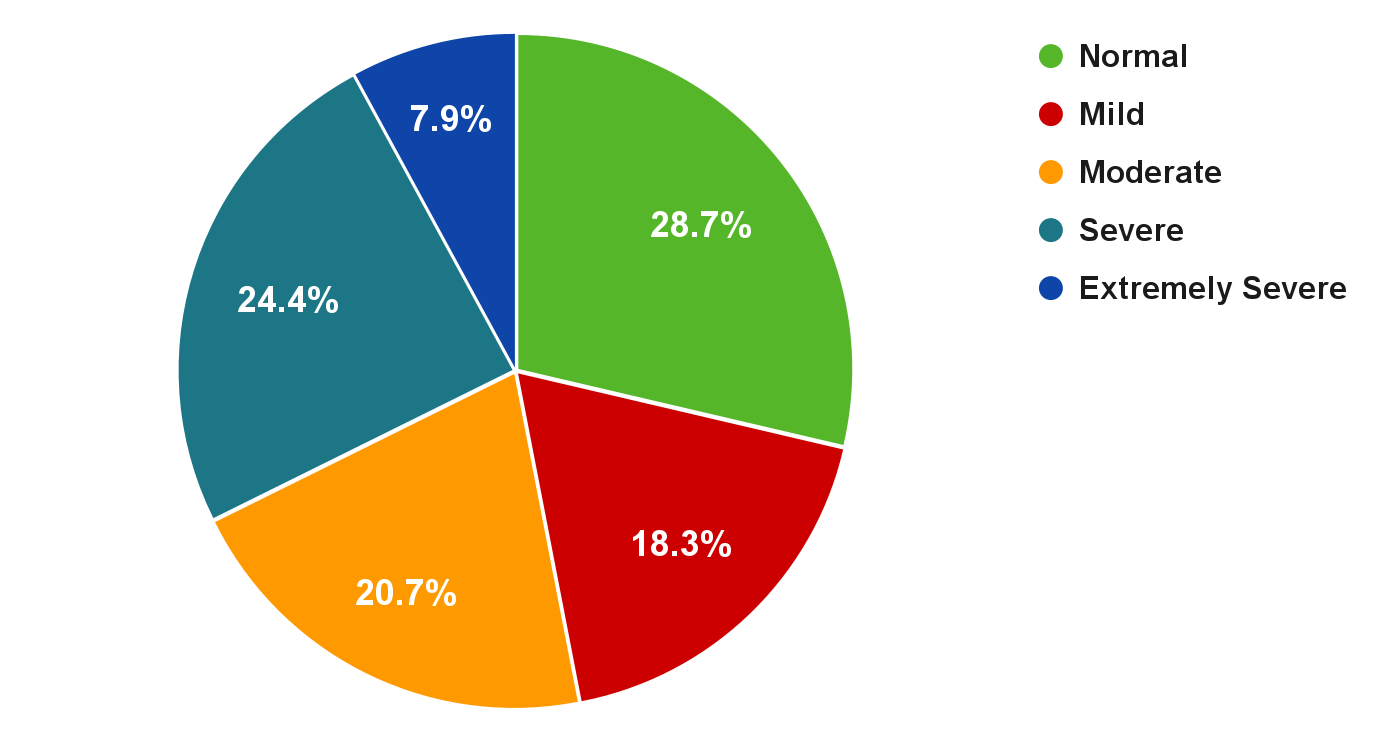 7.9%
28.7%
24.4%
18.3%
20.7%
Normal
Mild
Moderate
Severe
Extremely Severe